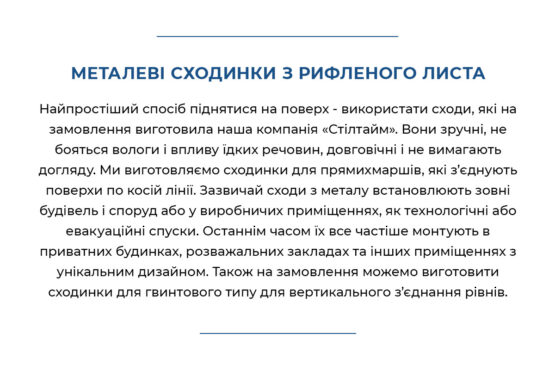 МЕТАЛЕВІ СХОДИНКИ З РИФЛЕНОГО ЛИСТА
Найпростіший спосіб піднятися на поверх - використати сходи, які на
замовлення виготовила наша компанія «Стілтайм». Вони зручні, не
бояться вологи і впливу їдких речовин, довговічні і не вимагають
догляду. Ми виготовляємо сходинки для прямихмаршів, які з’єднують
поверхи по косій лінії. Зазвичай сходи з металу встановлюють зовні
будівель і споруд або у виробничих приміщеннях, як технологічні або
евакуаційні спуски. Останнім часом їх все частіше монтують в
приватних будинках, розважальних закладах та інших приміщеннях з
унікальним дизайном. Також на замовлення можемо виготовити
сходинки для гвинтового типу для вертикального з’єднання рівнів.